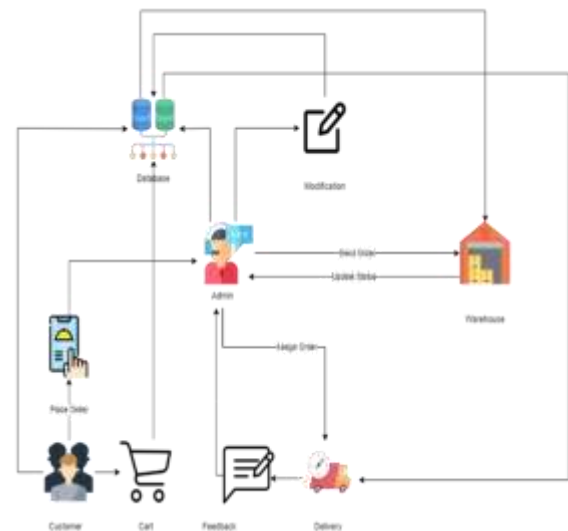 Database
Modification
Send Order
Admin
Update Status
Warehouse
Assign Order
Place Order
Customer
Cart
Feedback
Delivery